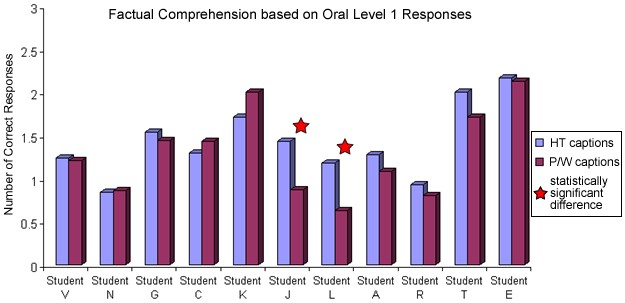 Factual Comprehension based on Oral Level 1 Responses
Number of Correct Responses
3
2.5
2
1.5
1
0.5
0
Student Student Student Student Student Student Student Student Student Student Student
V N G C K J L A R T E
HT captions
P/W captions
statistically
significant
difference